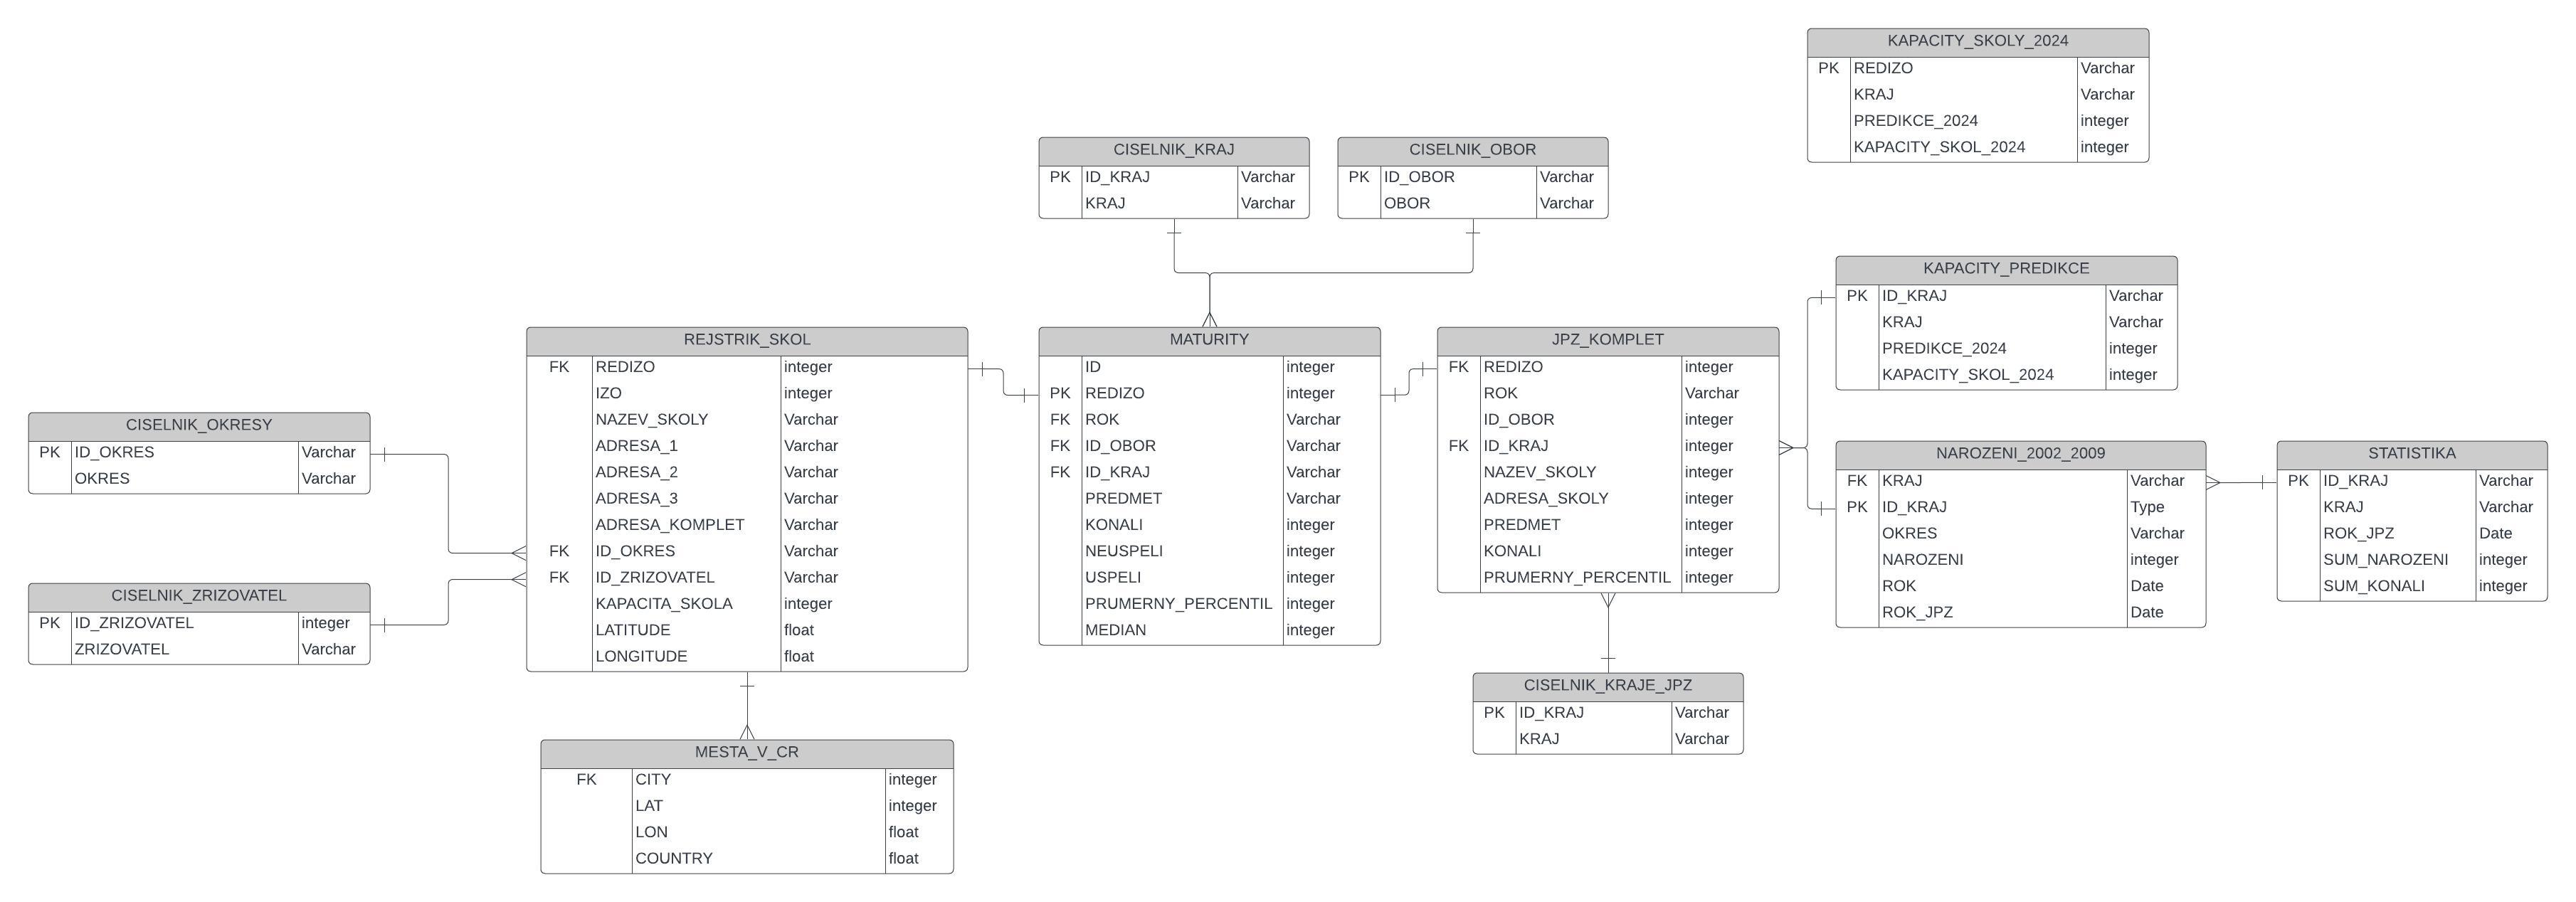 KAPACITY_SKOLY_2024
PK REDIZO Varchar
KRAJ Varchar
PREDIKCE_2024 integer
KAPACITY_SKOL_2024 integer
CISELNIK_KRAJ
PK ID_KRAJ Varchar
KRAJ Varchar
CISELNIK_OBOR
PK ID_OBOR Varchar
OBOR Varchar
KAPACITY_PREDIKCE
PK ID_KRAJ Varchar
KRAJ Varchar
PREDIKCE_2024 integer
KAPACITY_SKOL_2024 integer
CISELNIK_OKRESY
PK ID_OKRES Varchar
OKRES Varchar
CISELNIK_ZRIZOVATEL
PK ID_ZRIZOVATEL integer
ZRIZOVATEL Varchar
REJSTRIK_SKOL
FK REDIZO integer
IZO integer
NAZEV_SKOLY Varchar
ADRESA_1 Varchar
ADRESA_2 Varchar
ADRESA_3 Varchar
ADRESA_KOMPLET Varchar
FK ID_OKRES Varchar
FK ID_ZRIZOVATEL Varchar
KAPACITA_SKOLA integer
LATITUDE float
LONGITUDE float
MATURITY
ID integer
PK REDIZO integer
FK ROK Varchar
FK ID_OBOR Varchar
FK ID_KRAJ Varchar
PREDMET Varchar
KONALI integer
NEUSPELI integer
USPELI integer
PRUMERNY_PERCENTIL integer
MEDIAN integer
JPZ_KOMPLET
FK REDIZO integer
ROK Varchar
ID_OBOR integer
FK ID_KRAJ integer
NAZEV_SKOLY integer
ADRESA_SKOLY integer
PREDMET integer
KONALI integer
PRUMERNY_PERCENTIL integer
NAROZENI_2002_2009
FK KRAJ Varchar
PK ID_KRAJ Type
OKRES Varchar
NAROZENI integer
ROK Date
ROK_JPZ Date
STATISTIKA
PK ID_KRAJ Varchar
KRAJ Varchar
ROK_JPZ Date
SUM_NAROZENI integer
SUM_KONALI integer
CISELNIK_KRAJE_JPZ
PK ID_KRAJ Varchar
KRAJ Varchar
MESTA_V_CR
FK CITY integer
LAT integer
LON float
COUNTRY float